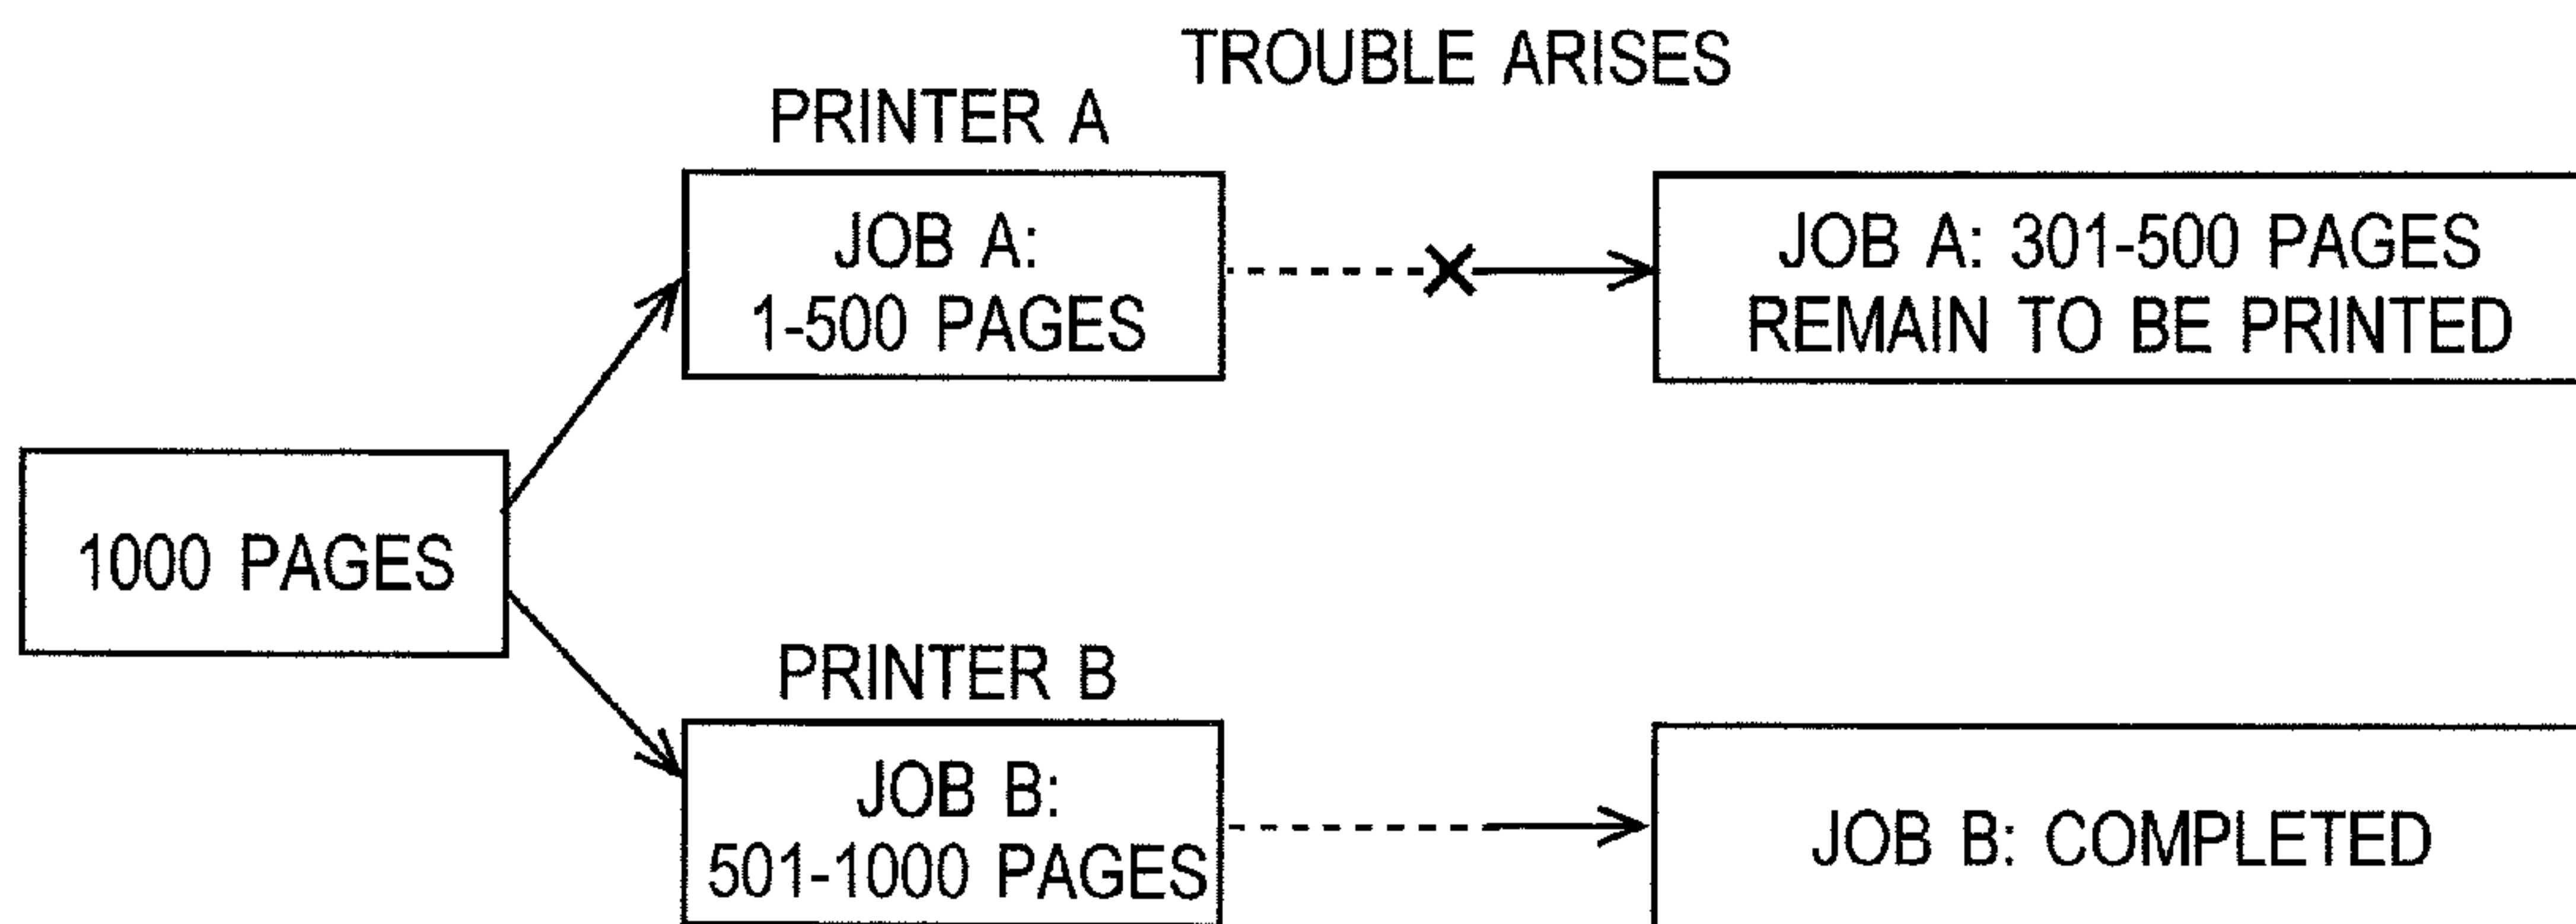 TROUBLE ARISES
PRINTER A
JOB A:
1-500 PAGES
JOB A: 301-500 PAGES
REMAIN TO BE PRINTED
1000 PAGES
PRINTER B
JOB B:
501-1000 PAGES
JOB B: COMPLETED